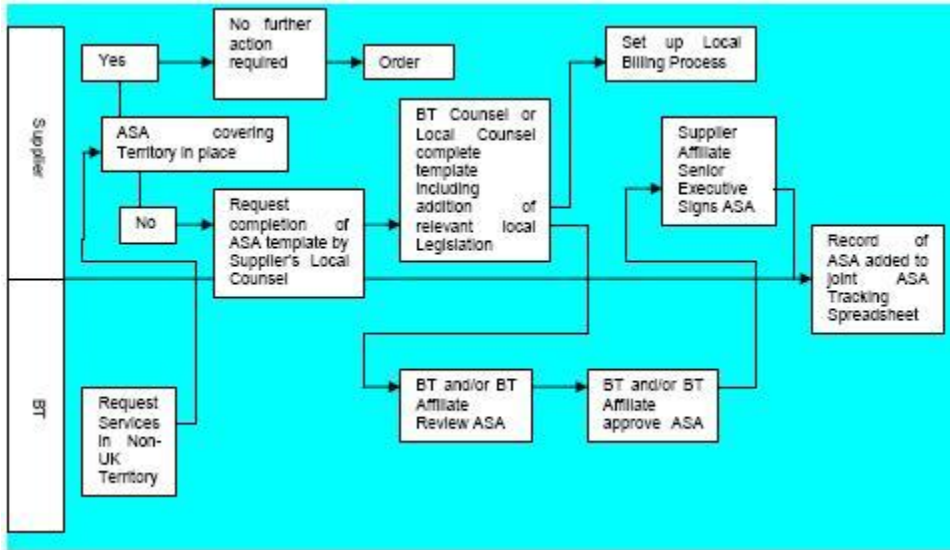 Supplier
Yes
No further
action
required
Order
Set up Local
Billing Process
ASA covering
Territory in place
BT Counsel or
Local Counsel
complete
template
including
addition of
relevant local
Legislation
Supplier
Affiliate
Senior
Executive
Signs ASA
No
Request
completion of
ASA template by
Supplier's Local
Counsel
Record of
ASA added to
joint ASA
Tracking
Spreadsheet
BT
Request
Services
in Non-
UK
Territory
BT and/or BT
Affiliate
Review ASA
BT and/or BT
Affiliate
approve ASA